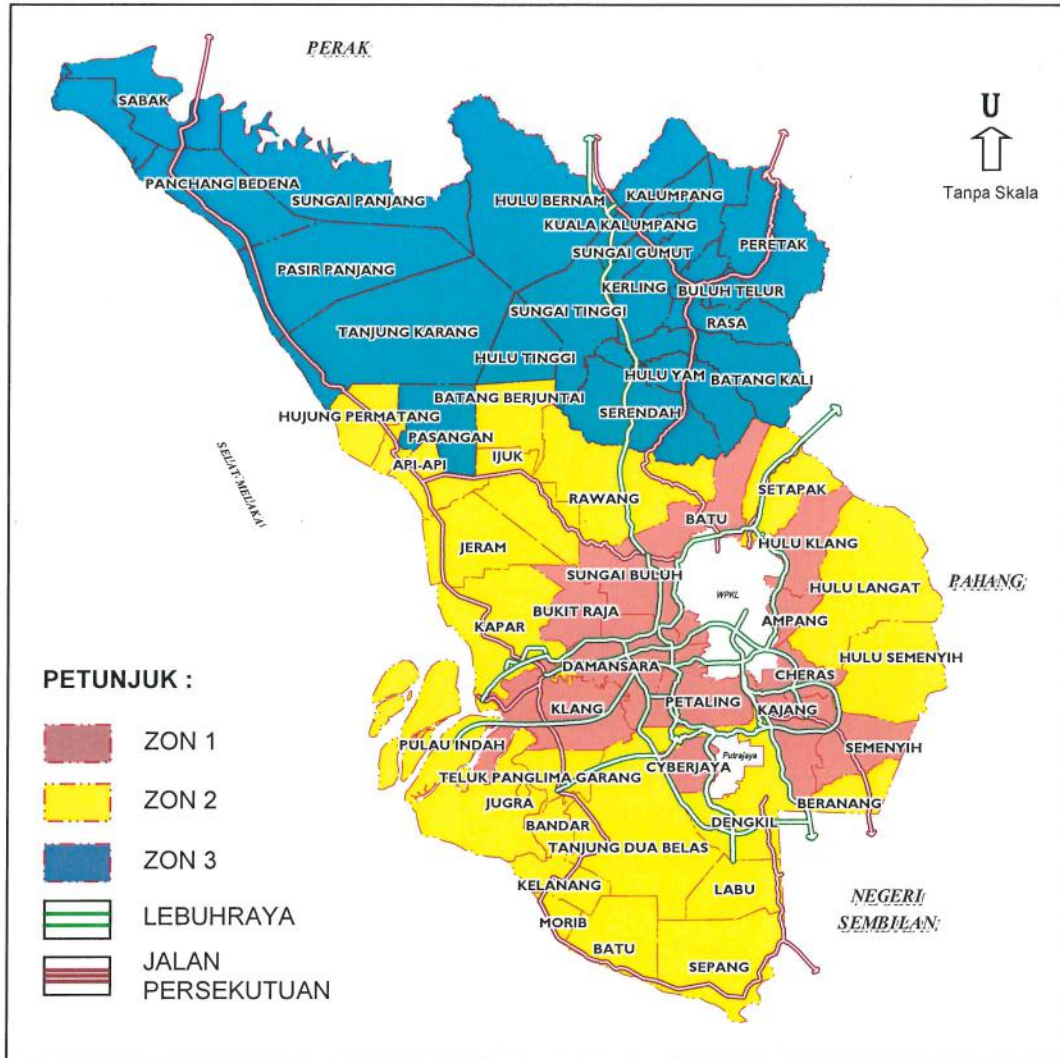 PERAK
U
Tanpa Skala
SABAK
PANCHANG BEDENA
SUNGAI PANJANG
HULU BERNAM
KALUMPANG
KUALA KALUMPANG
SUNGAI GUMUT
PERETAK
PASIR PANJANG
KERLING
BULUH TELUR
SUNGAI TINGGI
RASA
TANJUNG KARANG
HULU TINGGI
HULU YAM
BATANG KALI
BATANG BERJUNTAI
SERENDAH
HUJUNG PERMATANG
PASANGAN
API-API
IJUK
SELAT MELAKA
RAWANG
SETAPAK
BATU
HULU KLANG
JERAM
SUNGAI BULUH
HULU LANGAT
PAHANG
WPKL
BUKIT RAJA
KAPAR
AMPANG
HULU SEMENYIH
DAMANSARA
CHERAS
PETUNJUK :
KLANG
PETALING
KAJANG
ZON 1
PULAU INDAH
SEMENYIH
Putrajaya
CYBERJAYA
TELUK PANGLIMA GARANG
ZON 2
JUGRA
BERANANG
BANDAR
DENGKIL
TANJUNG DUA BELAS
ZON 3
KELANANG
LABU
NEGERI
SEMBILAN
LEBUHRAYA
MORIB
BATU
SEPANG
JALAN
PERSEKUTUAN